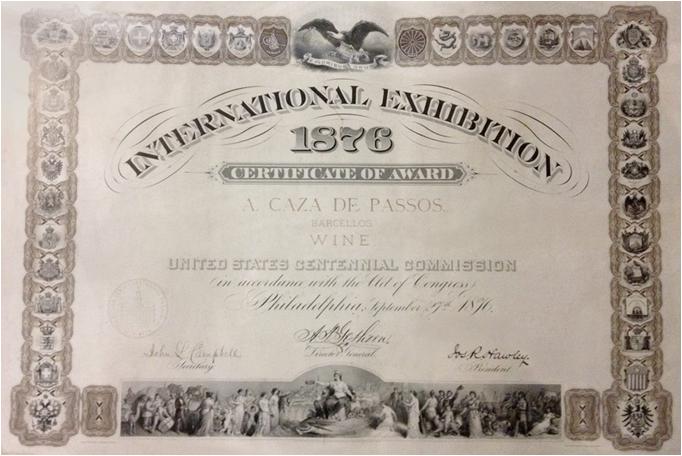 INTERNATIONAL EXHIBITION
1876
CERTIFICATE OF AWARD
A. CAZA DE PASSOS.
BARCELLOS
WINE
UNITED STATES CENTENNIAL COMMISSION
(in accordance with the Act of Congress)
Philadelphia, September 27th 1876.
John L. Campbell
Secretary
A. T. Goshorn
Director General.
Jos R. Hawley
President